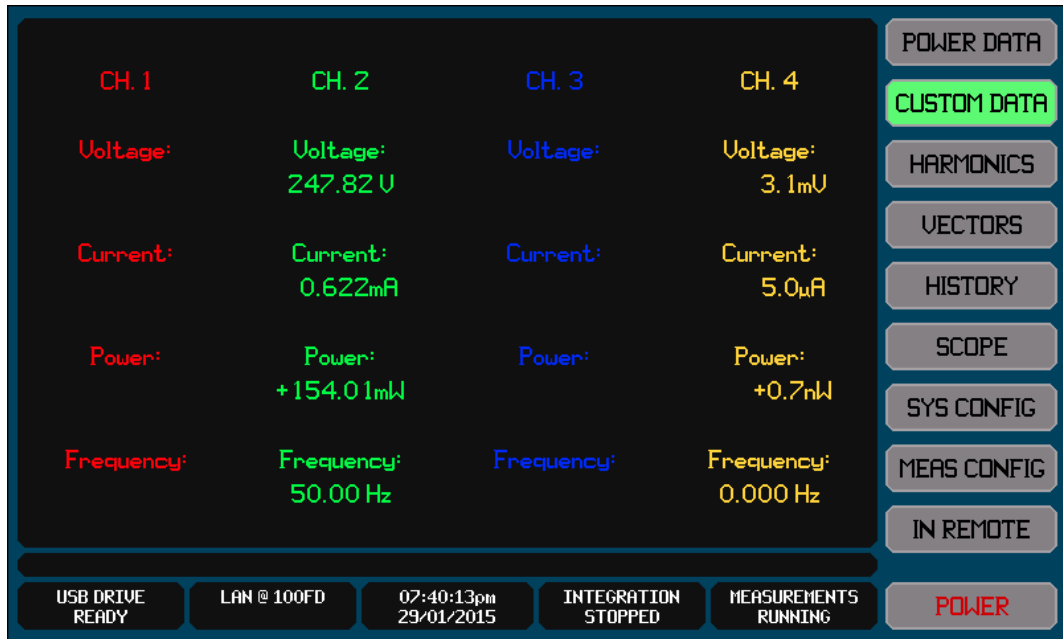 CH. 1 CH. 2 CH. 3 CH. 4
Voltage: Voltage: Voltage: Voltage:
247.82 V 3.1mV
Current: Current: Current: Current:
0.622mA 5.0µA
Power: Power: Power: Power:
+154.01mW +0.7nW
Frequency: Frequency: Frequency: Frequency:
50.00 Hz 0.000 Hz
POWER DATA
CUSTOM DATA
HARMONICS
VECTORS
HISTORY
SCOPE
SYS CONFIG
MEAS CONFIG
IN REMOTE
POWER
USB DRIVE
READY
LAN @ 100FD
07:40:13pm
29/01/2015
INTEGRATION
STOPPED
MEASUREMENTS
RUNNING